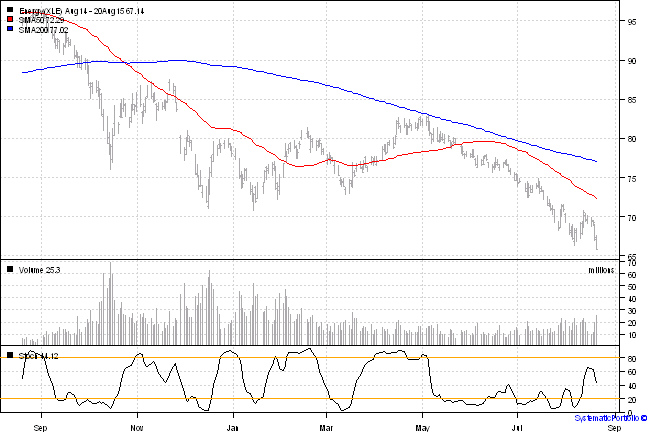 Energy(XLE) Aug14 - 20Aug15 67.14
SMA50 72.29
SMA200 77.02
95
90
85
80
75
70
65
Volume 25.3
millions
70
60
50
40
30
20
10
80
60
40
20
0
Sep
Nov
Jan
Mar
May
Jul
Sep
SystematicPortfolio ©